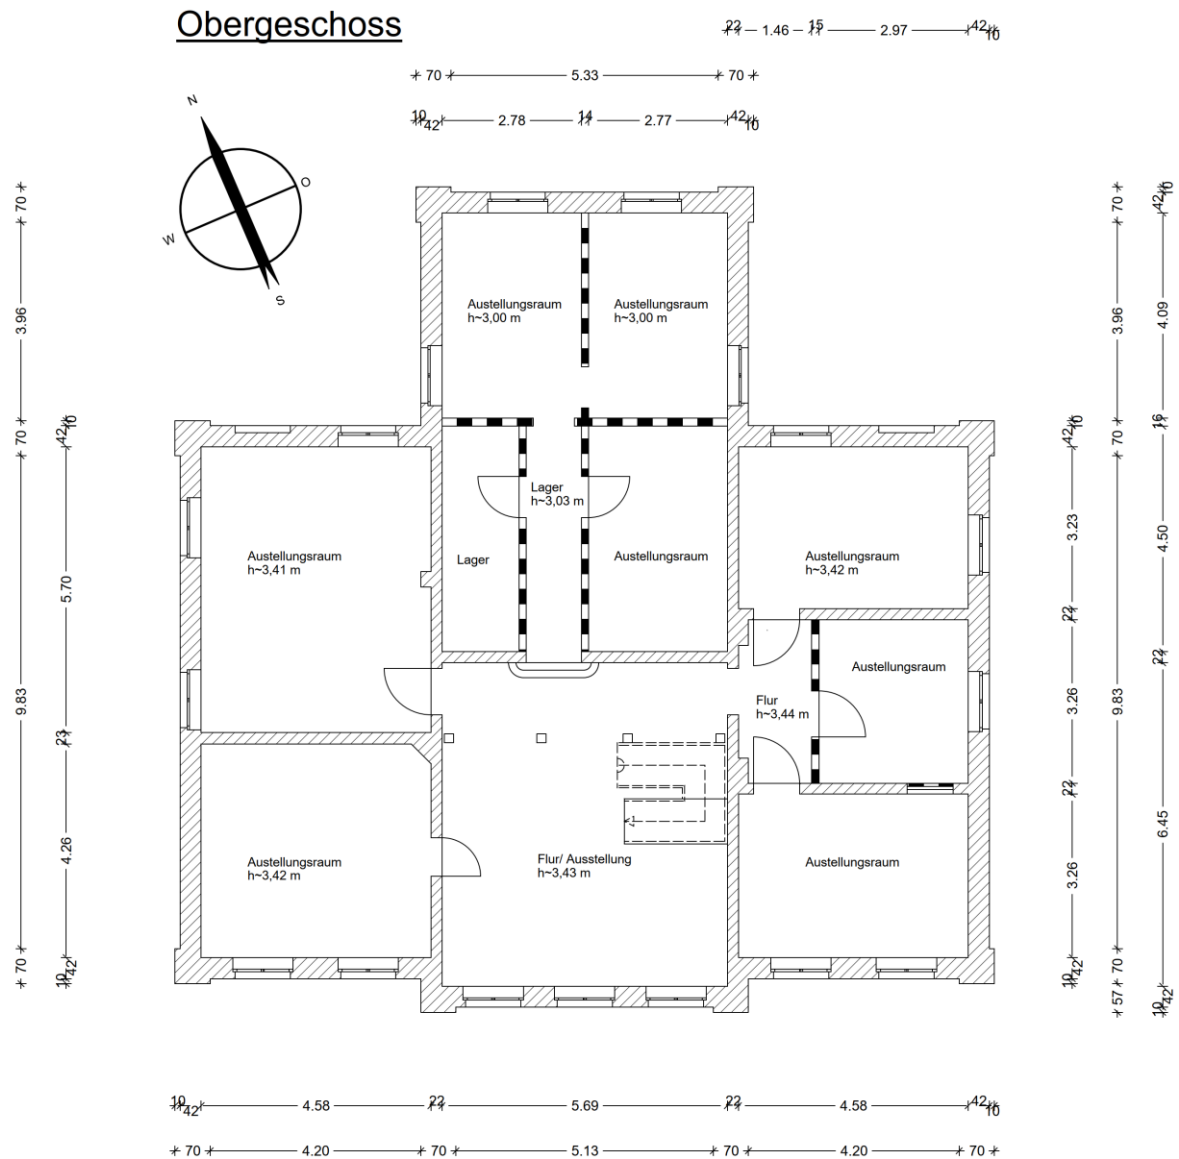 Obergeschoss
22 1.46 15 2.97 42 10
70 5.33 70
10 42 2.78 14 2.77 42 10
N
O
W
S
70 3.96 70 9.83 70
42 10 5.70 23 4.26 10 42
70 3.96 70 9.83 70 57
42 10 4.09 16 4.50 22 6.45 10 42
42 10 3.23 22 3.26 22 3.26 10 42
Austellungsraum
h~3,00 m
Austellungsraum
h~3,00 m
Lager
h~3,03 m
Austellungsraum
h~3,41 m
Lager
Austellungsraum
Austellungsraum
h~3,42 m
Austellungsraum
Flur
h~3,44 m
Austellungsraum
h~3,42 m
Flur/ Ausstellung
h~3,43 m
Austellungsraum
10 42 4.58 22 5.69 22 4.58 42 10
70 4.20 70 5.13 70 4.20 70